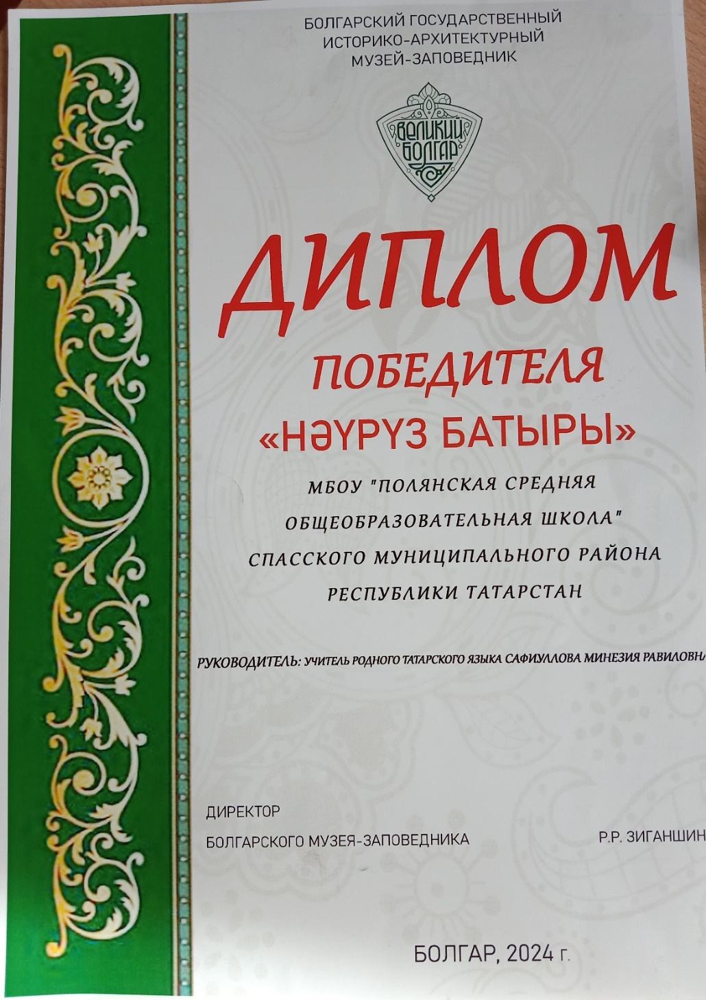 БОЛГАРСКИЙ ГОСУДАРСТВЕННЫЙ
ИСТОРИКО-АРХИТЕКТУРНЫЙ
МУЗЕЙ-ЗАПОВЕДНИК
ВЕЛИКИЙ
БОЛГАР
ДИПЛОМ
ПОБЕДИТЕЛЯ
«НӘҮРҮЗ БАТЫРЫ»
МБОУ "ПОЛЯНСКАЯ СРЕДНЯЯ
ОБЩЕОБРАЗОВАТЕЛЬНАЯ ШКОЛА"
СПАССКОГО МУНИЦИПАЛЬНОГО РАЙОНА
РЕСПУБЛИКИ ТАТАРСТАН
РУКОВОДИТЕЛЬ: УЧИТЕЛЬ РОДНОГО ТАТАРСКОГО ЯЗЫКА САФИУЛЛОВА МИНЕЗИЯ РАВИЛОВНА
ДИРЕКТОР
БОЛГАРСКОГО МУЗЕЯ-ЗАПОВЕДНИКА Р.Р. ЗИГАНШИН
БОЛГАР, 2024 г.